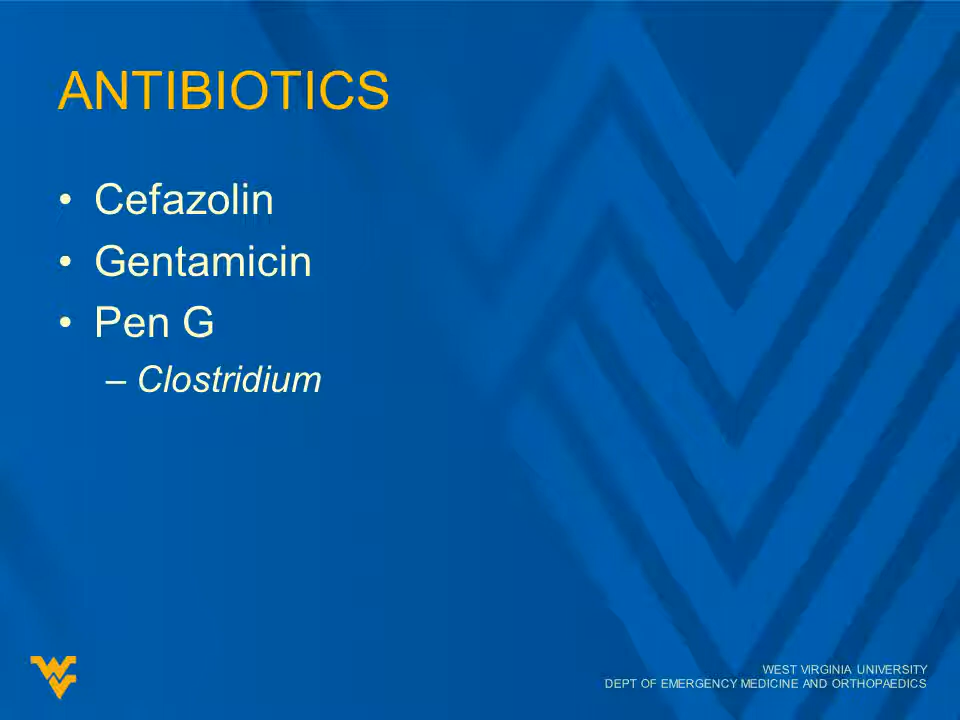 ANTIBIOTICS
• Cefazolin
• Gentamicin
• Pen G
– Clostridium
WEST VIRGINIA UNIVERSITY
DEPT OF EMERGENCY MEDICINE AND ORTHOPAEDICS